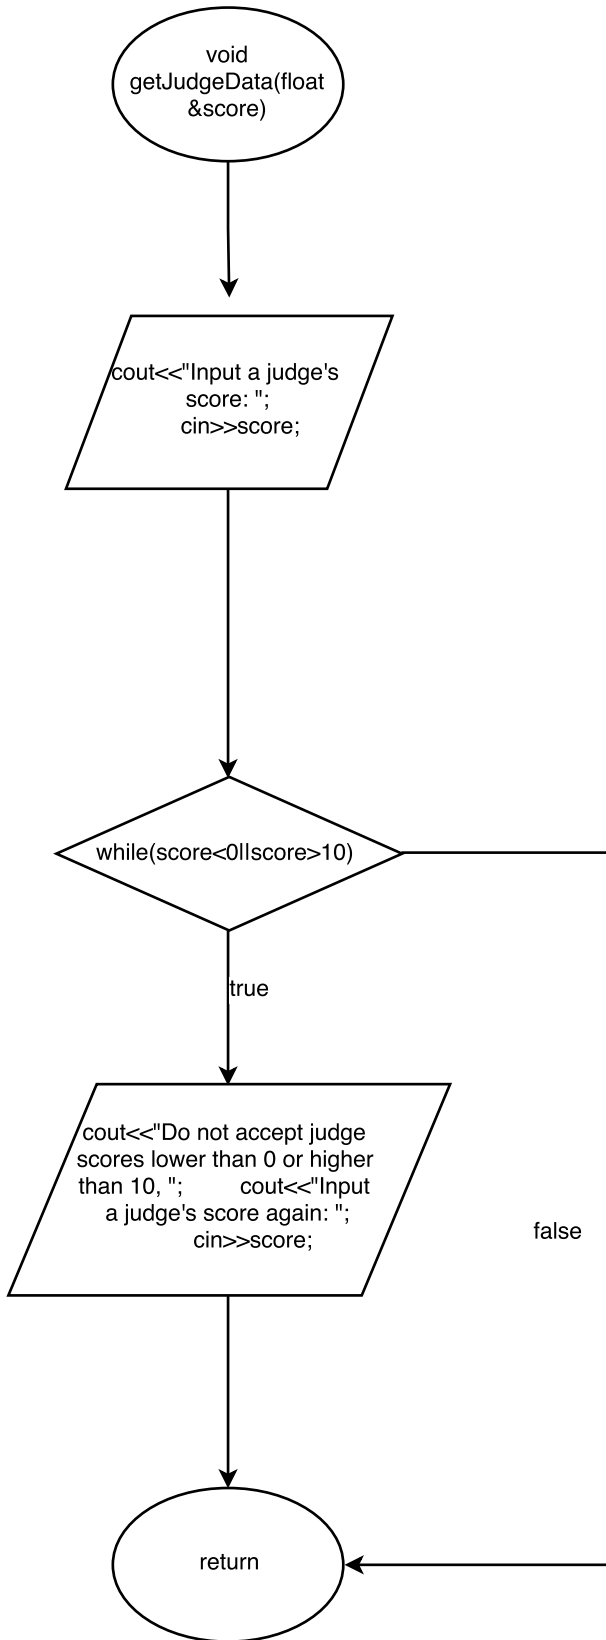 void
getJudgeData(float
&score)
cout<<"Input a judge's
score: ";
cin>>score;
while(score<0||score>10)
true
cout<<"Do not accept judge
scores lower than 0 or higher
than 10, ";        cout<<"Input
a judge's score again: ";
cin>>score;
false
return